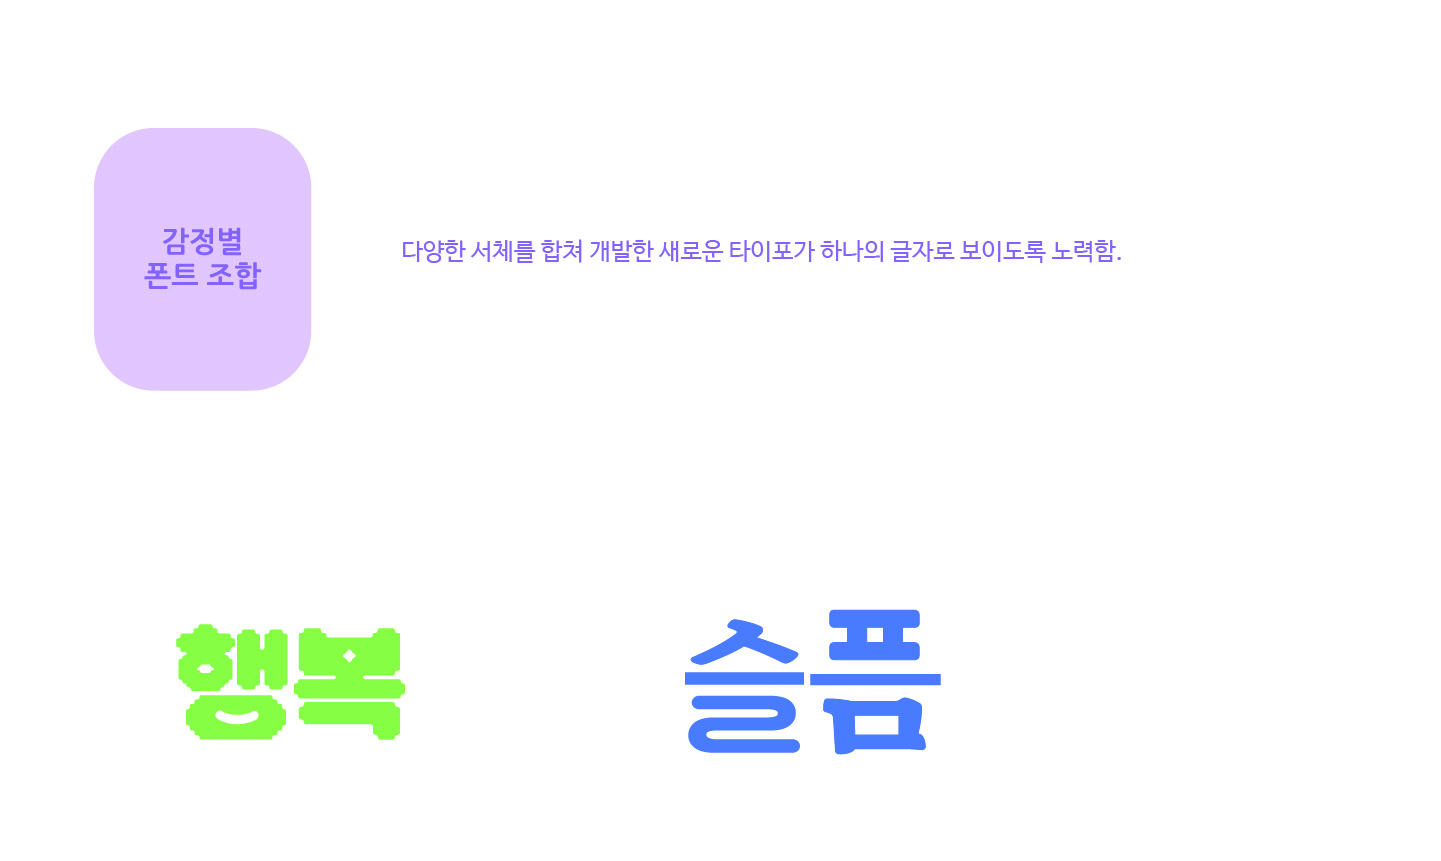 감정별
폰트 조합
다양한 서체를 합쳐 개발한 새로운 타이포가 하나의 글자로 보이도록 노력함.
행복
슬픔